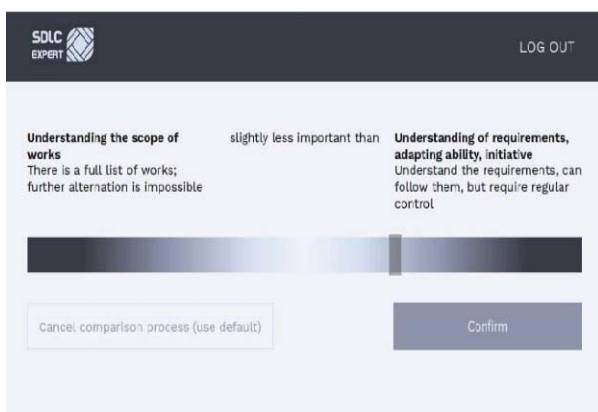 SDLC
EXPERT
LOG OUT
Understanding the scope of
works
There is a full list of works;
further alternation is impossible
slightly less important than
Understanding of requirements,
adapting ability, initiative
Understand the requirements, can
follow them, but require regular
control
Cancel comparison process (use default)
Confirm